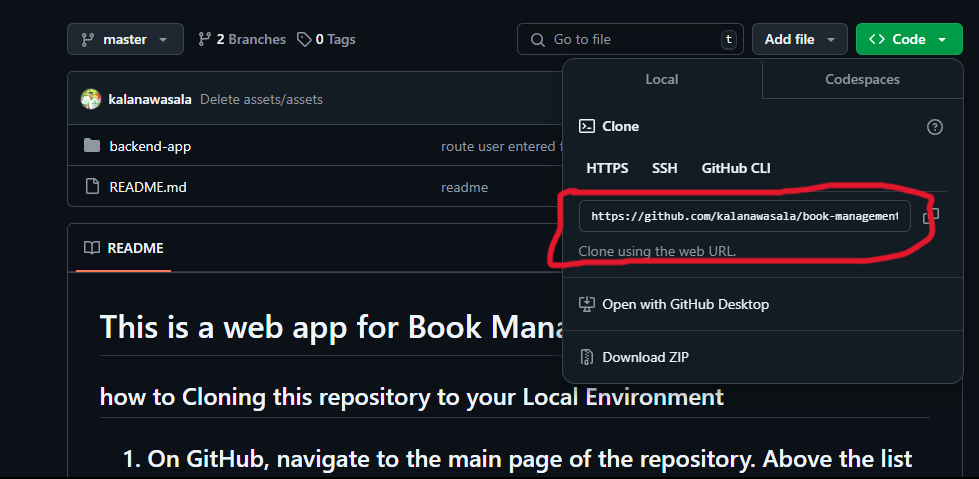 master 2 Branches 0 Tags Go to file t Add file Code
Local Codespaces
kalanawasala Delete assets/assets
Clone
backend-app route user entered
HTTPS SSH GitHub CLI
README.md readme
https://github.com/kalanawasala/book-management
README
Clone using the web URL.
Open with GitHub Desktop
This is a web app for Book Mana
Download ZIP
how to Cloning this repository to your Local Environment
1. On GitHub, navigate to the main page of the repository. Above the list